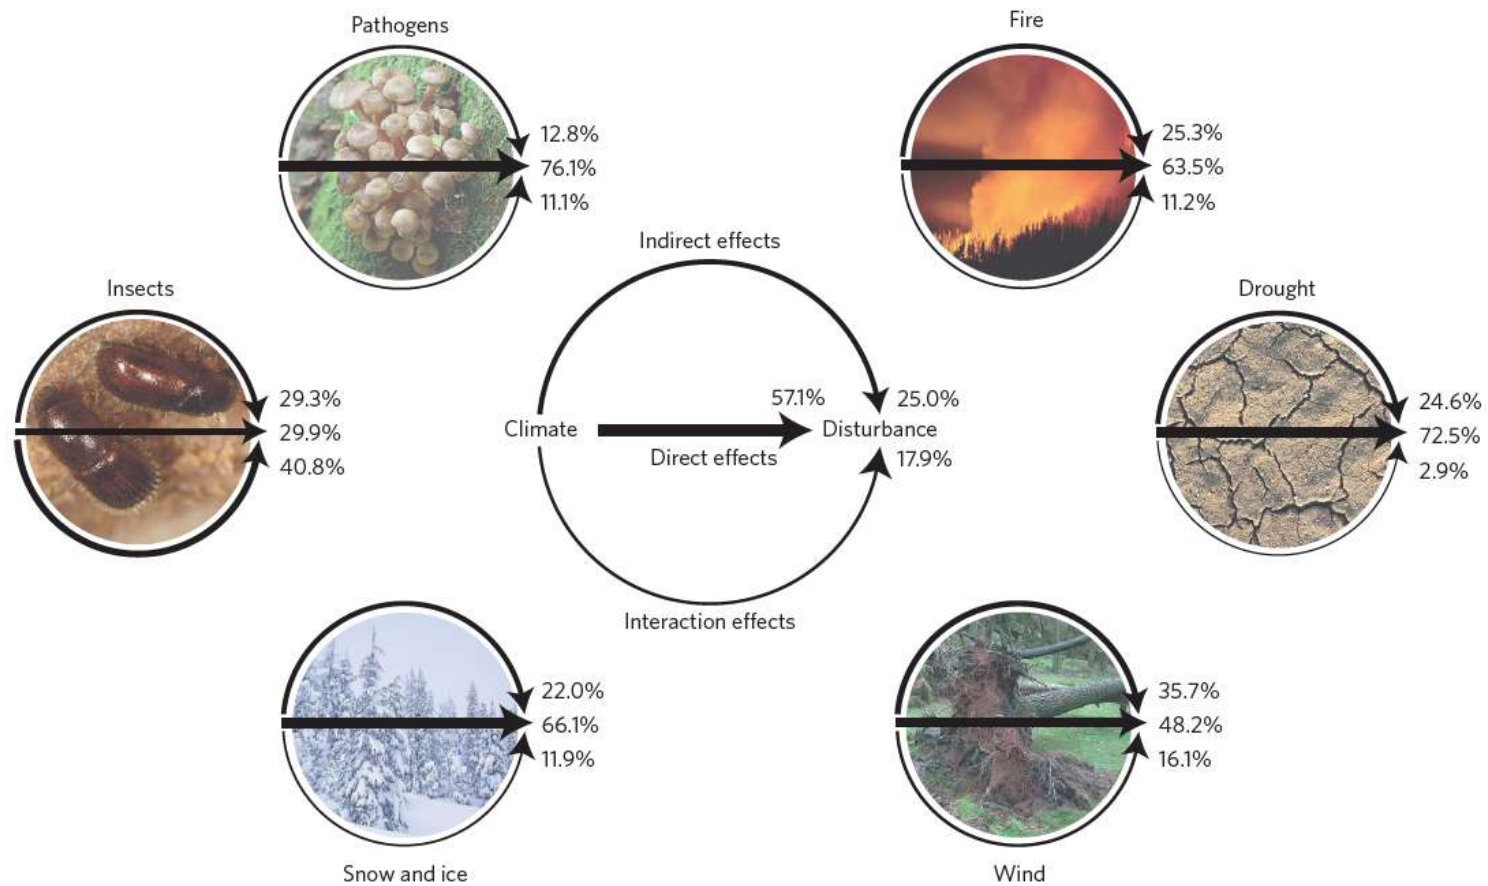 Pathogens
12.8%
76.1%
11.1%
Fire
25.3%
63.5%
11.2%
Insects
29.3%
29.9%
40.8%
Indirect effects
Climate
57.1%
25.0%
Disturbance
Direct effects
17.9%
Interaction effects
Drought
24.6%
72.5%
2.9%
22.0%
66.1%
11.9%
Snow and ice
35.7%
48.2%
16.1%
Wind